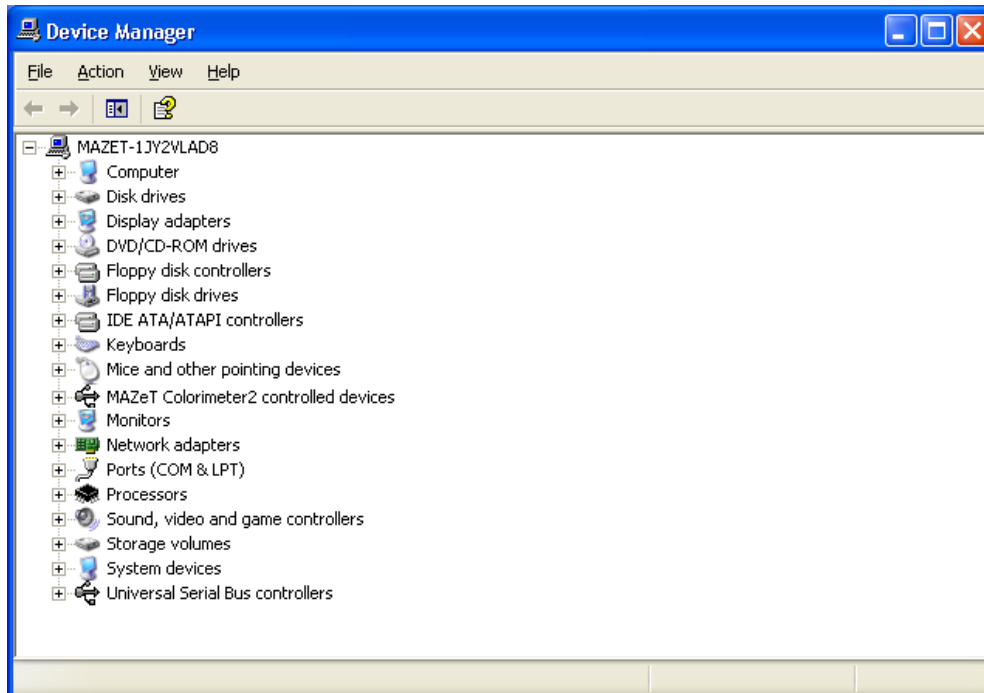 Device Manager
File Action View Help
MAZET-1JY2VLAD8
Computer
Disk drives
Display adapters
DVD/CD-ROM drives
Floppy disk controllers
Floppy disk drives
IDE ATA/ATAPI controllers
Keyboards
Mice and other pointing devices
MAZeT Colorimeter2 controlled devices
Monitors
Network adapters
Ports (COM & LPT)
Processors
Sound, video and game controllers
Storage volumes
System devices
Universal Serial Bus controllers